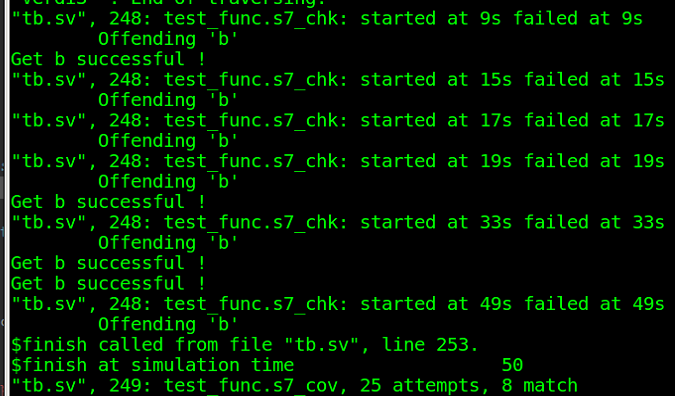 "tb.sv", 248: test_func.s7_chk: started at 9s failed at 9s
Offending 'b'
Get b successful !
"tb.sv", 248: test_func.s7_chk: started at 15s failed at 15s
Offending 'b'
"tb.sv", 248: test_func.s7_chk: started at 17s failed at 17s
Offending 'b'
"tb.sv", 248: test_func.s7_chk: started at 19s failed at 19s
Offending 'b'
Get b successful !
"tb.sv", 248: test_func.s7_chk: started at 33s failed at 33s
Offending 'b'
Get b successful !
Get b successful !
"tb.sv", 248: test_func.s7_chk: started at 49s failed at 49s
Offending 'b'
$finish called from file "tb.sv", line 253.
$finish at simulation time 50
"tb.sv", 249: test_func.s7_cov, 25 attempts, 8 match